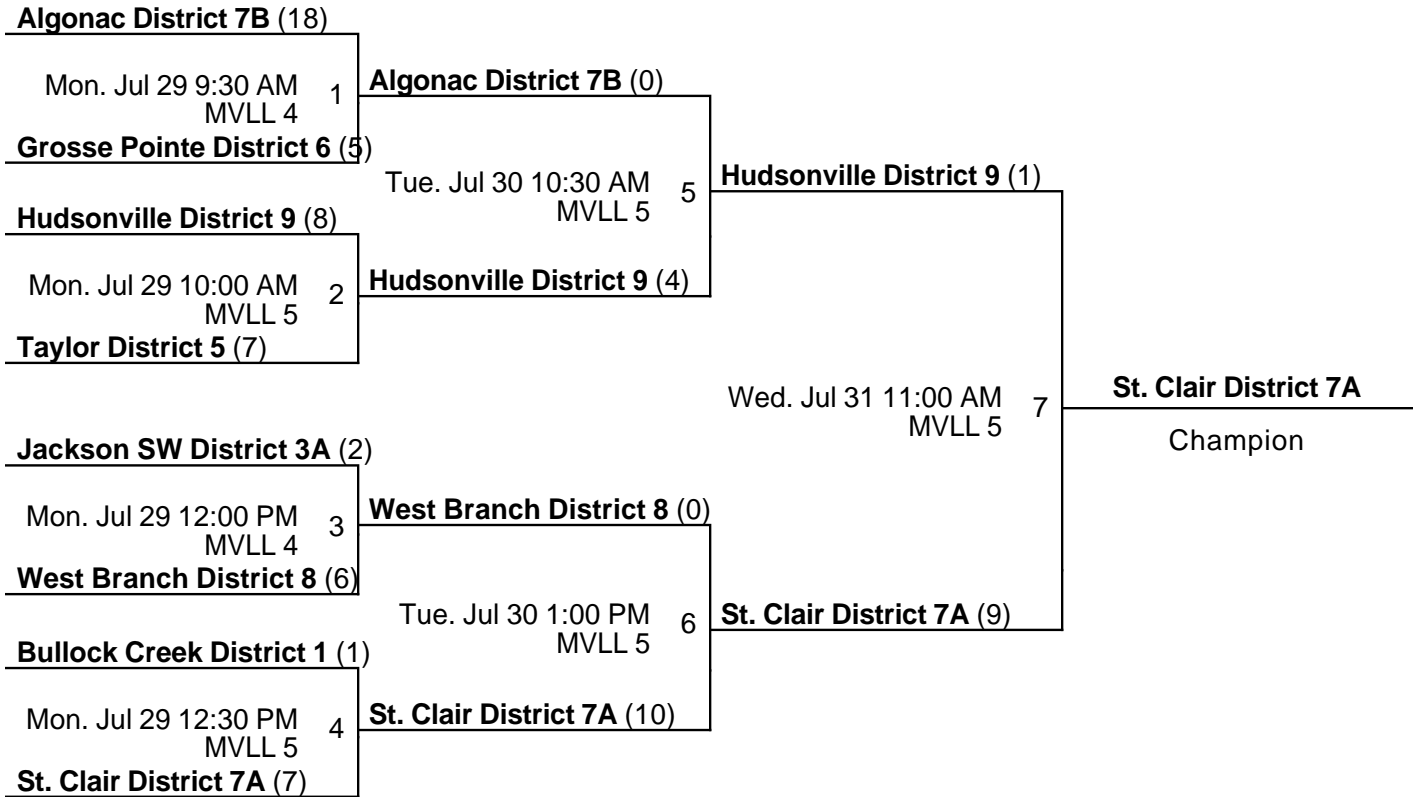 Algonac District 7B (18)
Mon. Jul 29 9:30 AM
MVLL 4
1
Grosse Pointe District 6 (5)
Hudsonville District 9 (8)
Mon. Jul 29 10:00 AM
MVLL 5
2
Taylor District 5 (7)
Jackson SW District 3A (2)
Mon. Jul 29 12:00 PM
MVLL 4
3
West Branch District 8 (6)
Bullock Creek District 1 (1)
Mon. Jul 29 12:30 PM
MVLL 5
4
St. Clair District 7A (7)
Algonac District 7B (0)
Tue. Jul 30 10:30 AM
MVLL 5
5
Hudsonville District 9 (4)
West Branch District 8 (0)
Tue. Jul 30 1:00 PM
MVLL 5
6
St. Clair District 7A (10)
Hudsonville District 9 (1)
Wed. Jul 31 11:00 AM
MVLL 5
7
St. Clair District 7A (9)
St. Clair District 7A
Champion